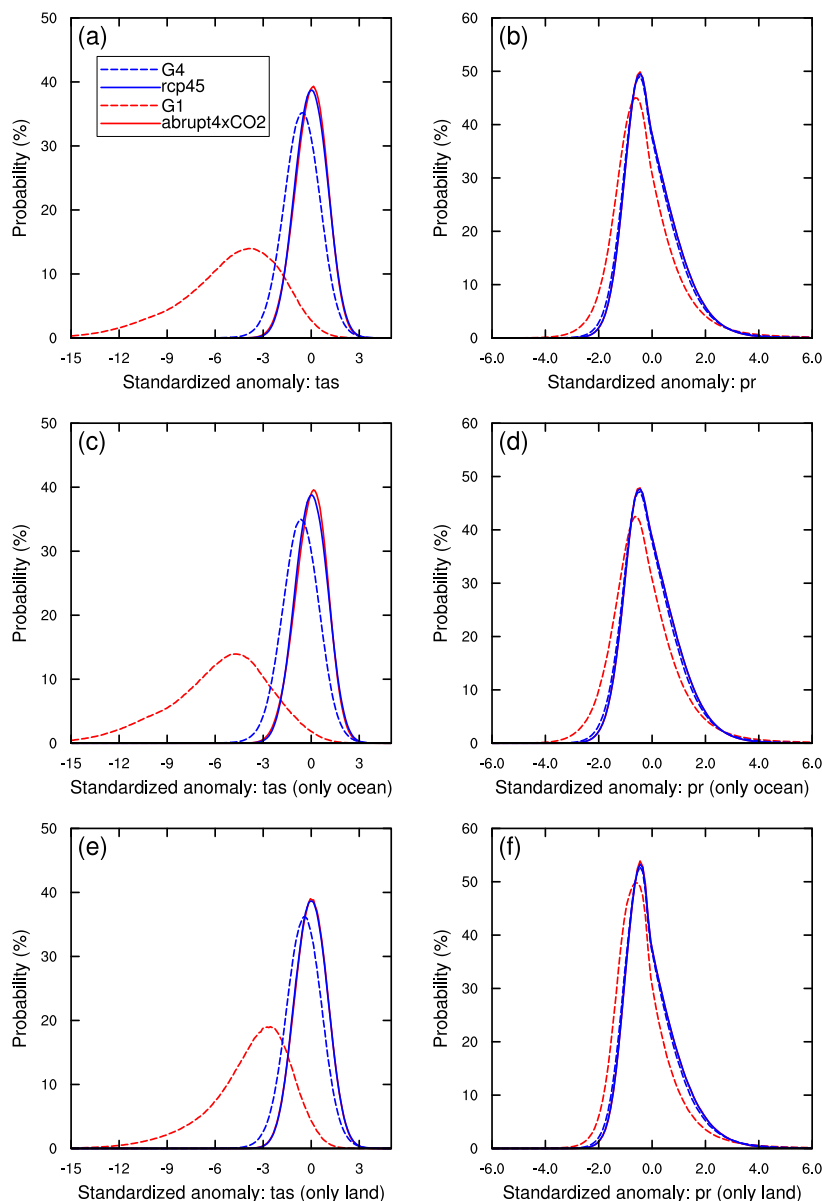 (a)
G4
rcp45
G1
abrupt4xCO2
50
40
30
20
10
0
Probability (%)
-15 -12 -9 -6 -3 0 3
Standardized anomaly: tas
(b)
60
50
40
30
20
10
0
Probability (%)
-6.0 -4.0 -2.0 0.0 2.0 4.0 6.0
Standardized anomaly: pr
(c)
50
40
30
20
10
0
Probability (%)
-15 -12 -9 -6 -3 0 3
Standardized anomaly: tas (only ocean)
(d)
60
50
40
30
20
10
0
Probability (%)
-6.0 -4.0 -2.0 0.0 2.0 4.0 6.0
Standardized anomaly: pr (only ocean)
(e)
50
40
30
20
10
0
Probability (%)
-15 -12 -9 -6 -3 0 3
Standardized anomaly: tas (only land)
(f)
60
50
40
30
20
10
0
Probability (%)
-6.0 -4.0 -2.0 0.0 2.0 4.0 6.0
Standardized anomaly: pr (only land)